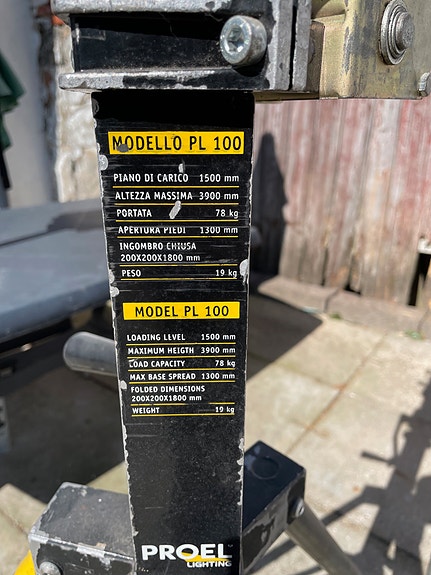 MODELLO PL 100
PIANO DI CARICO 1500 mm
ALTEZZA MASSIMA 3900 mm
PORTATA 78 kg
APERTURA PIEDI 1300 mm
INGOMBRO CHIUSA
200X200X1800 mm
PESO 19 kg
MODEL PL 100
LOADING LEVEL 1500 mm
MAXIMUM HEIGTH 3900 mm
LOAD CAPACITY 78 kg
MAX BASE SPREAD 1300 mm
FOLDED DIMENSIONS
200X200X1800 mm
WEIGHT 19 kg
PROEL
LIGHTING